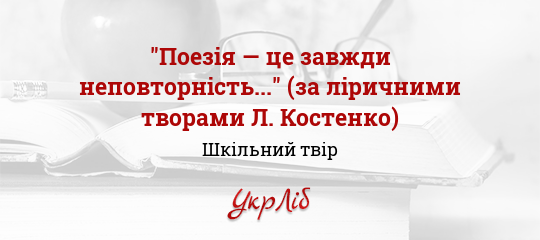 "Поезія — це завжди
неповторність..." (за ліричними
творами Л. Костенко)
Шкільний твір
УкрЛіб